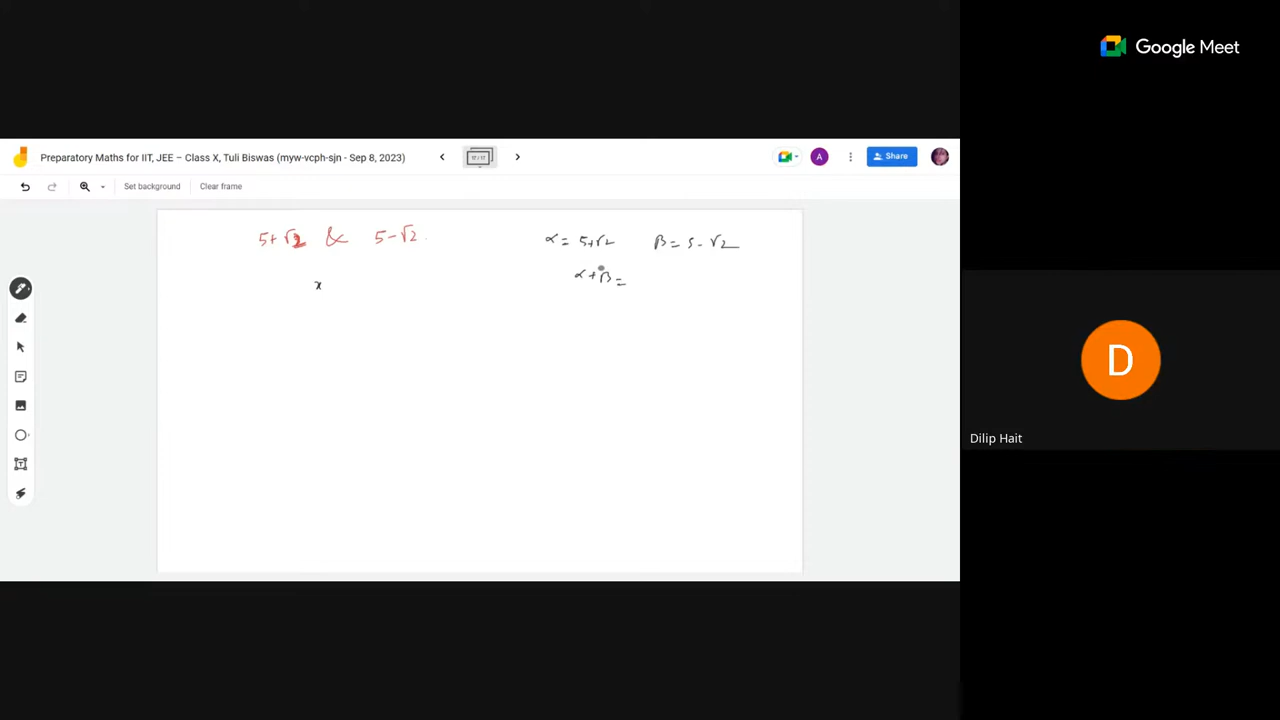 Google Meet
Preparatory Maths for IIT, JEE – Class X, Tuli Biswas (myw-vcph-sjn - Sep 8, 2023)
A
Share
Set background
Clear frame
5+√2 & 5-√2
α = 5+√2 β = 5-√2
α+β =
x
D
Dilip Hait